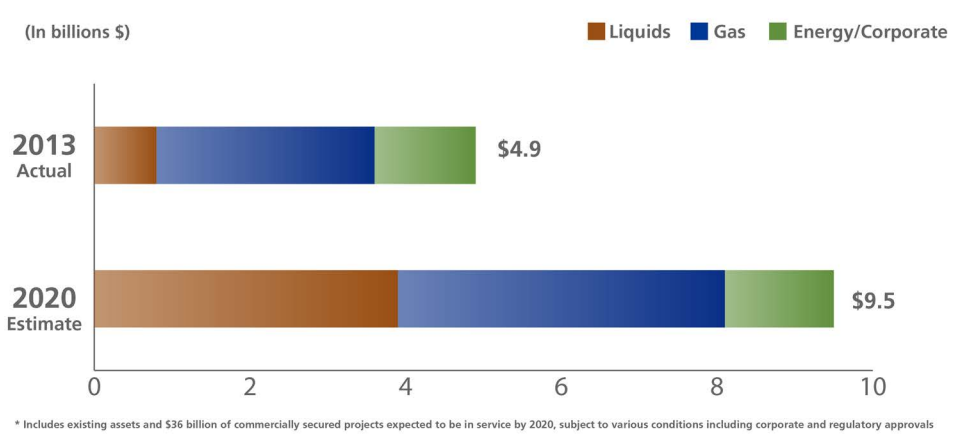 (In billions $)
Liquids Gas Energy/Corporate
2013
Actual
$4.9
2020
Estimate
$9.5
0 2 4 6 8 10
* Includes existing assets and $36 billion of commercially secured projects expected to be in service by 2020, subject to various conditions including corporate and regulatory approvals